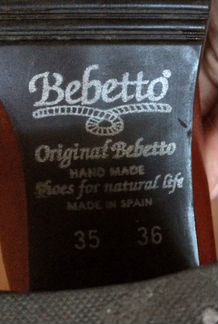 Bebetto®
Original Bebetto
HAND MADE
Shoes for natural life
MADE IN SPAIN
35 36